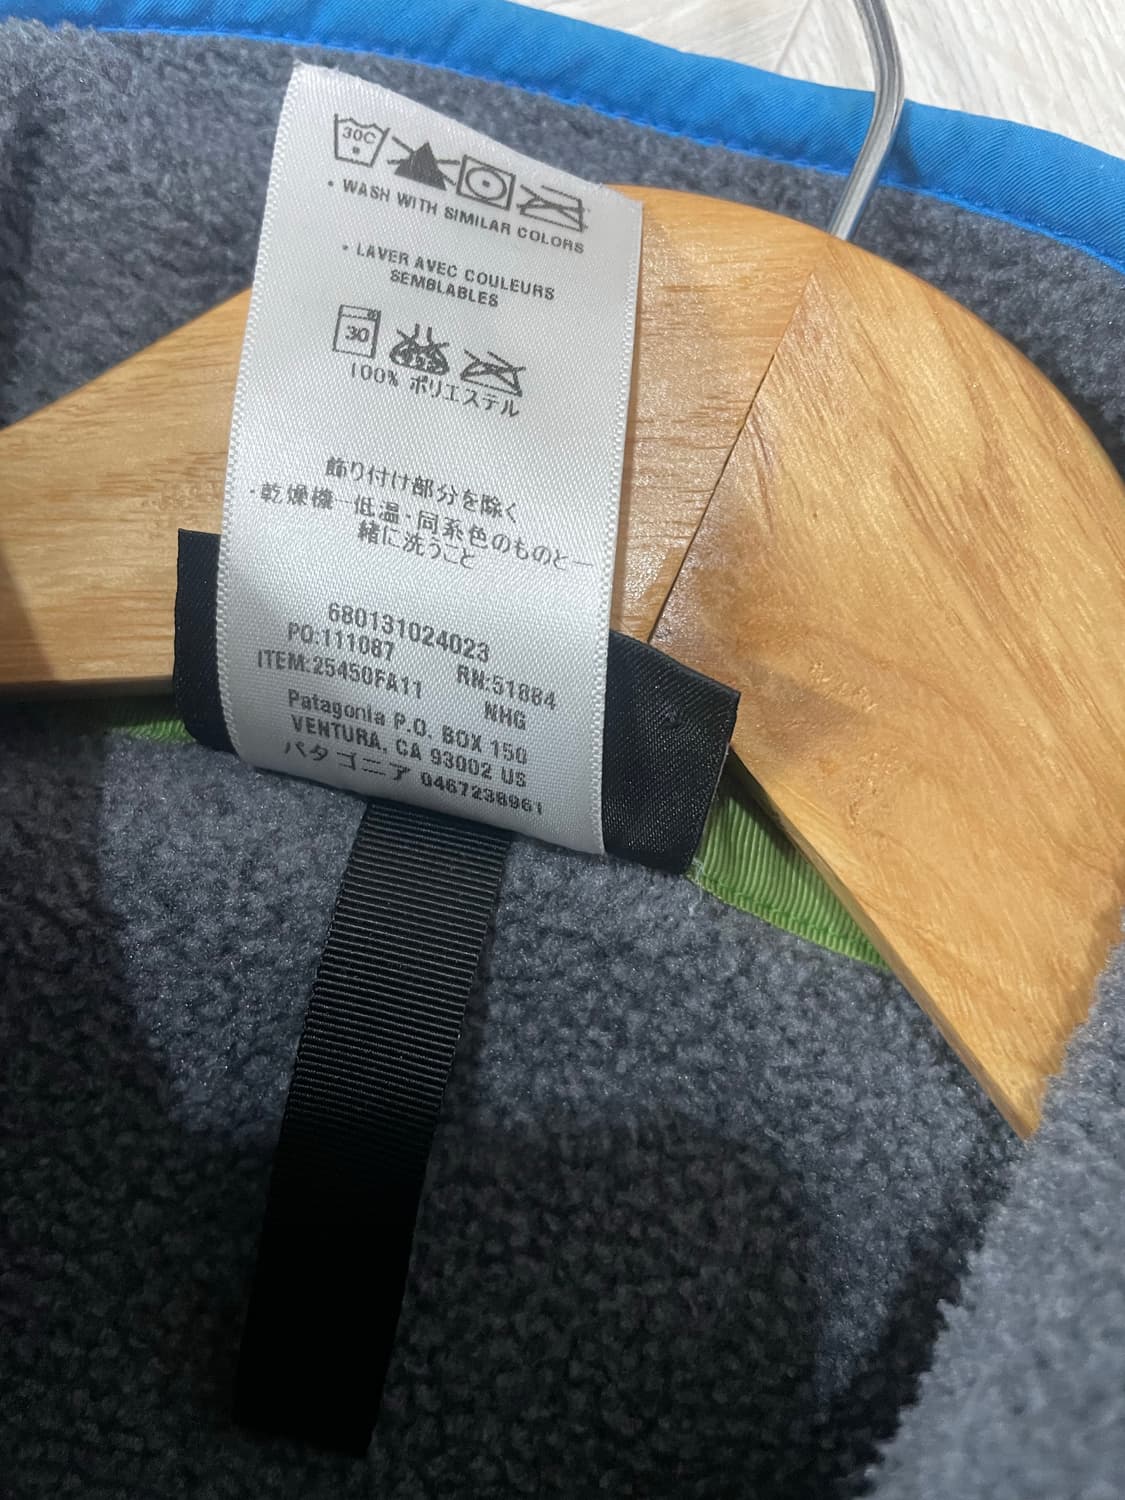 30C
• WASH WITH SIMILAR COLORS
• LAVER AVEC COULEURS
SEMBLABLES
30
100% ポリエステル
飾り付け部分を除く
・乾燥機一低温・同系色のものと一
緒に洗うこと
680131024023
PO:111087 RN:51884
ITEM:25450FA11 NHG
Patagonia P.O. BOX 150
VENTURA, CA 93002 US
パタゴニア 0467238961